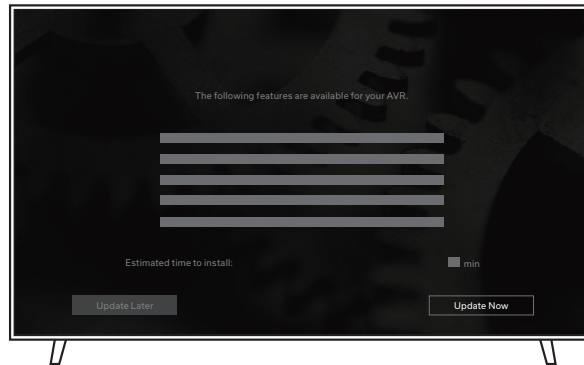 The following features are available for your AVR.
Estimated time to install:
min
Update Later
Update Now